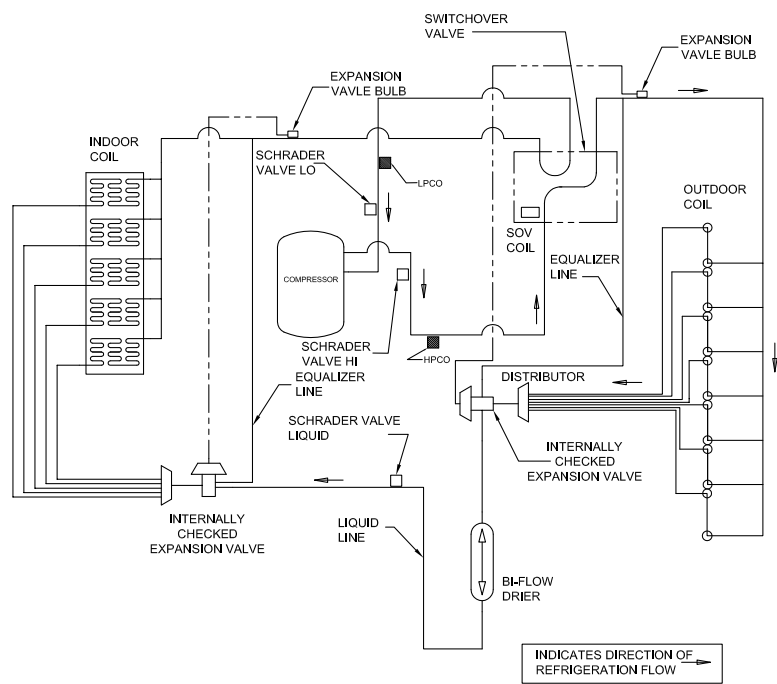 SWITCHOVER
VALVE
EXPANSION
VAVLE BULB
EXPANSION
VAVLE BULB
INDOOR
COIL
SCHRADER
VALVE LO
LPCO
OUTDOOR
COIL
SOV
COIL
EQUALIZER
LINE
COMPRESSOR
SCHRADER
VALVE HI
HPCO
EQUALIZER
LINE
DISTRIBUTOR
SCHRADER VALVE
LIQUID
INTERNALLY
CHECKED
EXPANSION VALVE
INTERNALLY
CHECKED
EXPANSION VALVE
LIQUID
LINE
BI-FLOW
DRIER
INDICATES DIRECTION OF
REFRIGERATION FLOW